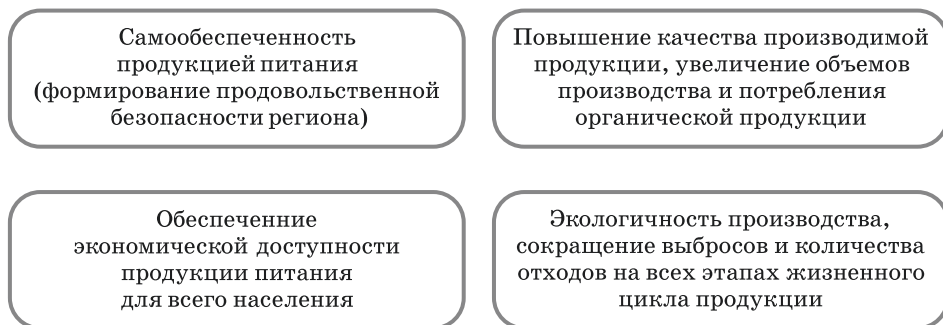 Самообеспеченность
продукцией питания
(формирование продовольственной
безопасности региона)
Повышение качества производимой
продукции, увеличение объемов
производства и потребления
органической продукции
Обеспеченние
экономической доступности
продукции питания
для всего населения
Экологичность производства,
сокращение выбросов и количества
отходов на всех этапах жизненного
цикла продукции